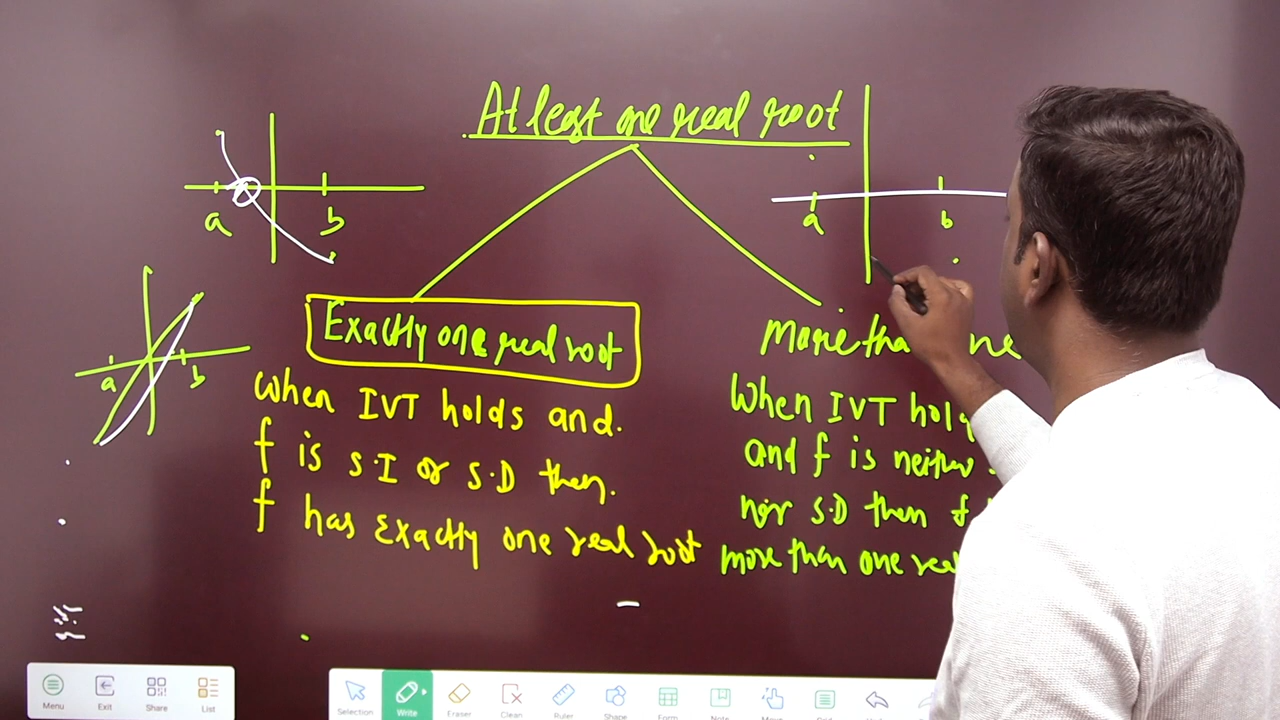 At least one real root
a
b
a
b
a
b
Exactly one real root
When IVT holds and.
f is S.I or S.D then.
f has Exactly one real root
More tha
ne
When IVT hol
and f is neither
nor S.D then f
more than one real
Menu
Exit
Share
List
Selection
Write
Eraser
Clean
Ruler
Shape
Form
Note